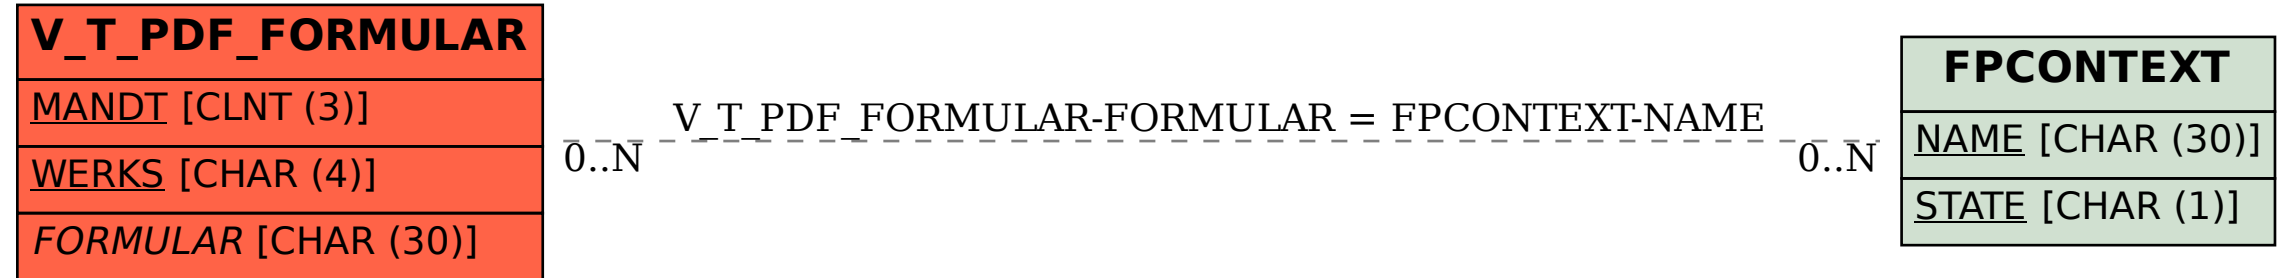 V_T_PDF_FORMULAR
MANDT [CLNT (3)]
WERKS [CHAR (4)]
FORMULAR [CHAR (30)]
V_T_PDF_FORMULAR-FORMULAR = FPCONTEXT-NAME
0..N
0..N
FPCONTEXT
NAME [CHAR (30)]
STATE [CHAR (1)]